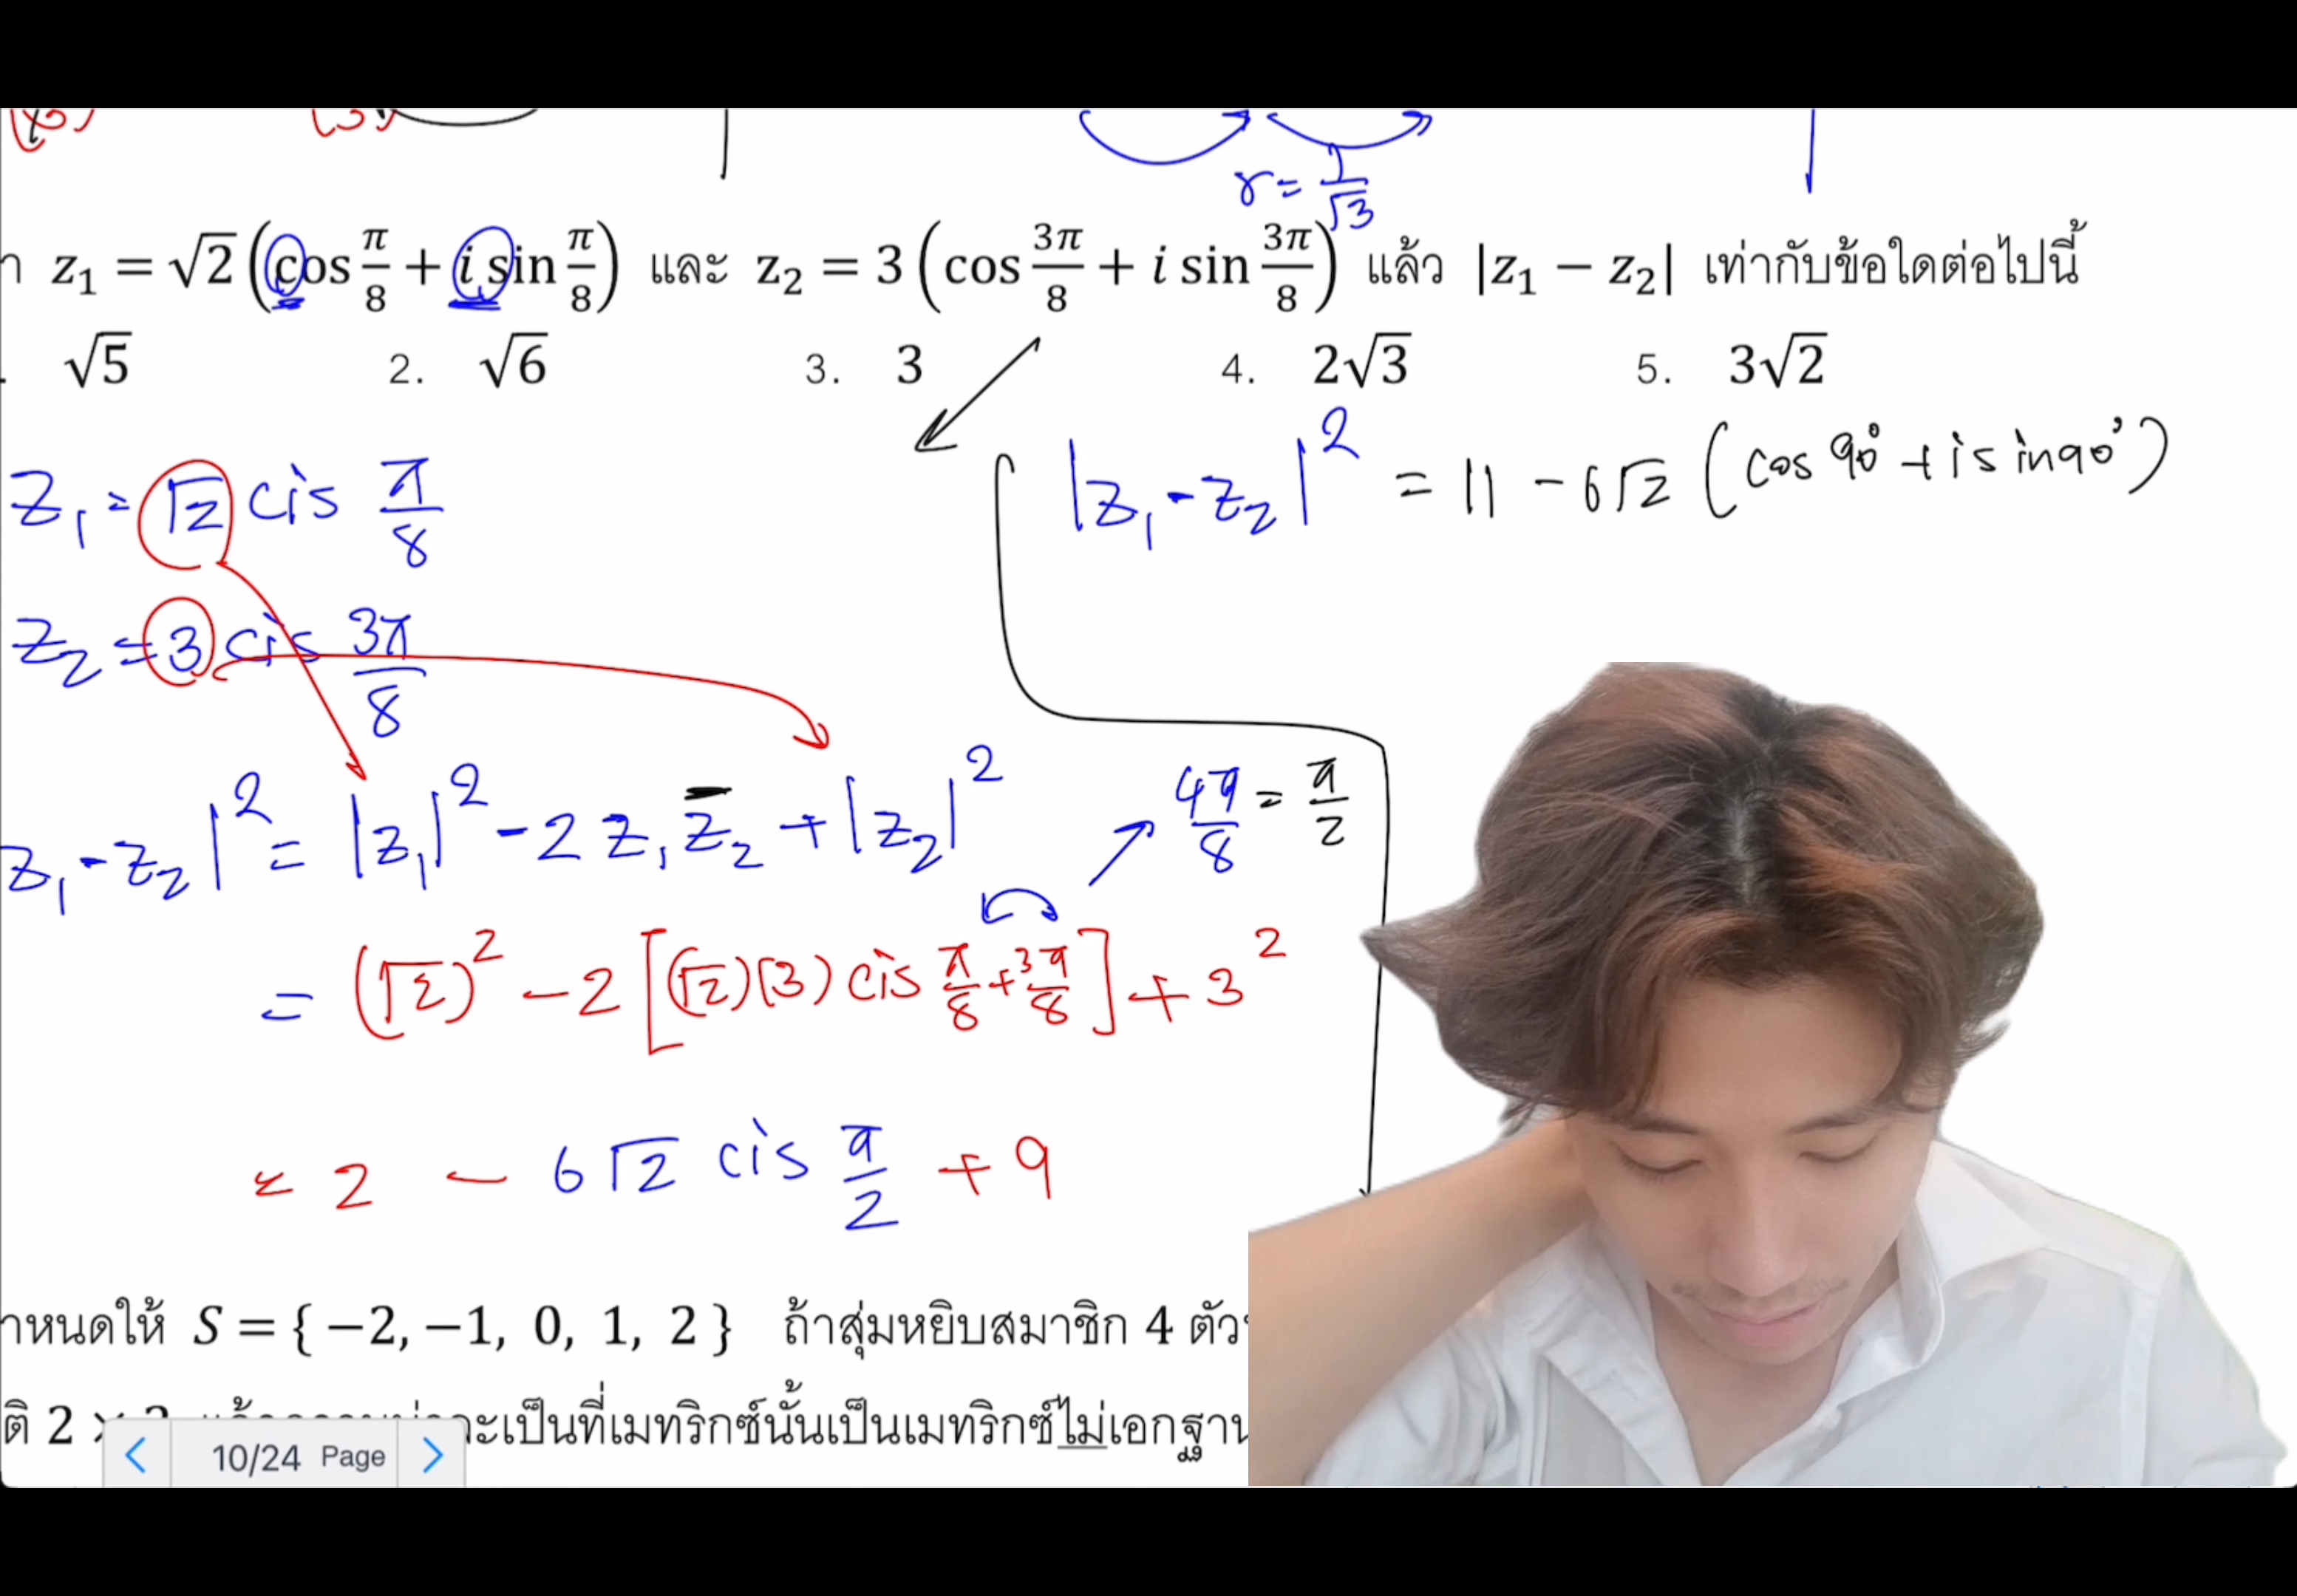 r = 1/√3
z₁ = √2 (cos π/8 + i sin π/8) และ z₂ = 3 (cos 3π/8 + i sin 3π/8) แล้ว |z₁ − z₂| เท่ากับข้อใดต่อไปนี้
√5 2. √6 3. 3 4. 2√3 5. 3√2
z₁ = √2 cis π/8
z₂ = 3 cis 3π/8
z₁ - z₂|² = |z₁|² - 2 z₁ z̄₂ + |z₂|²
= (√2)² - 2 [(√2)(3) cis π/8 + 3π/8] + 3²
4π/8 = π/2
= 2 - 6√2 cis π/2 + 9
|z₁ - z₂|² = 11 - 6√2 (cos 90° + i sin 90°)
าหนดให้ S = { −2, −1, 0, 1, 2 } ถ้าสุ่มหยิบสมาชิก 4 ตัว
ติ 2 × จะเป็นที่เมทริกซ์นั้นเป็นเมทริกซ์ไม่เอกฐาน
10/24 Page